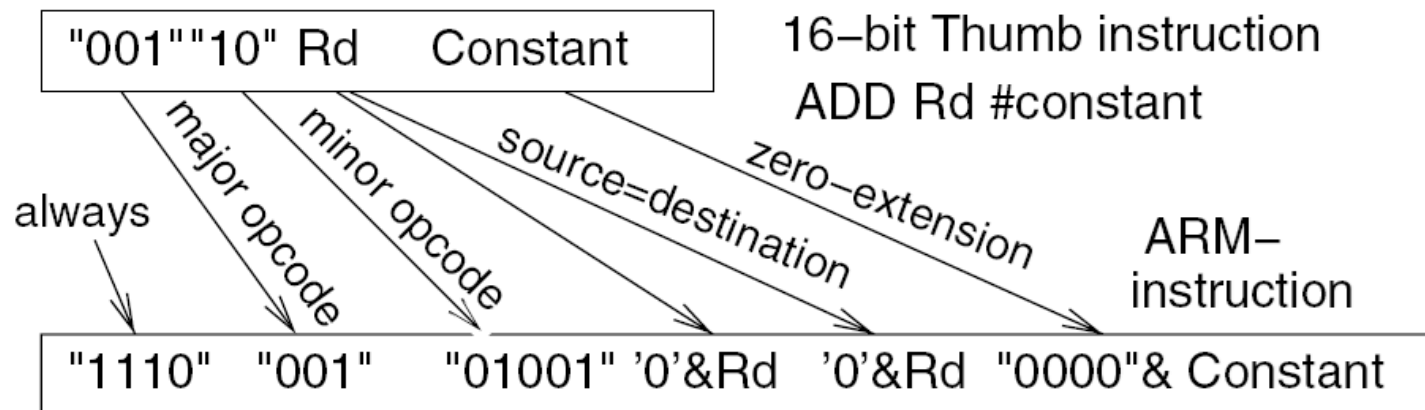 "001""10" Rd Constant
16-bit Thumb instruction
ADD Rd #constant
major opcode
minor opcode
source=destination
zero-extension
always
ARM-
instruction
"1110" "001" "01001" '0'&Rd '0'&Rd "0000"& Constant